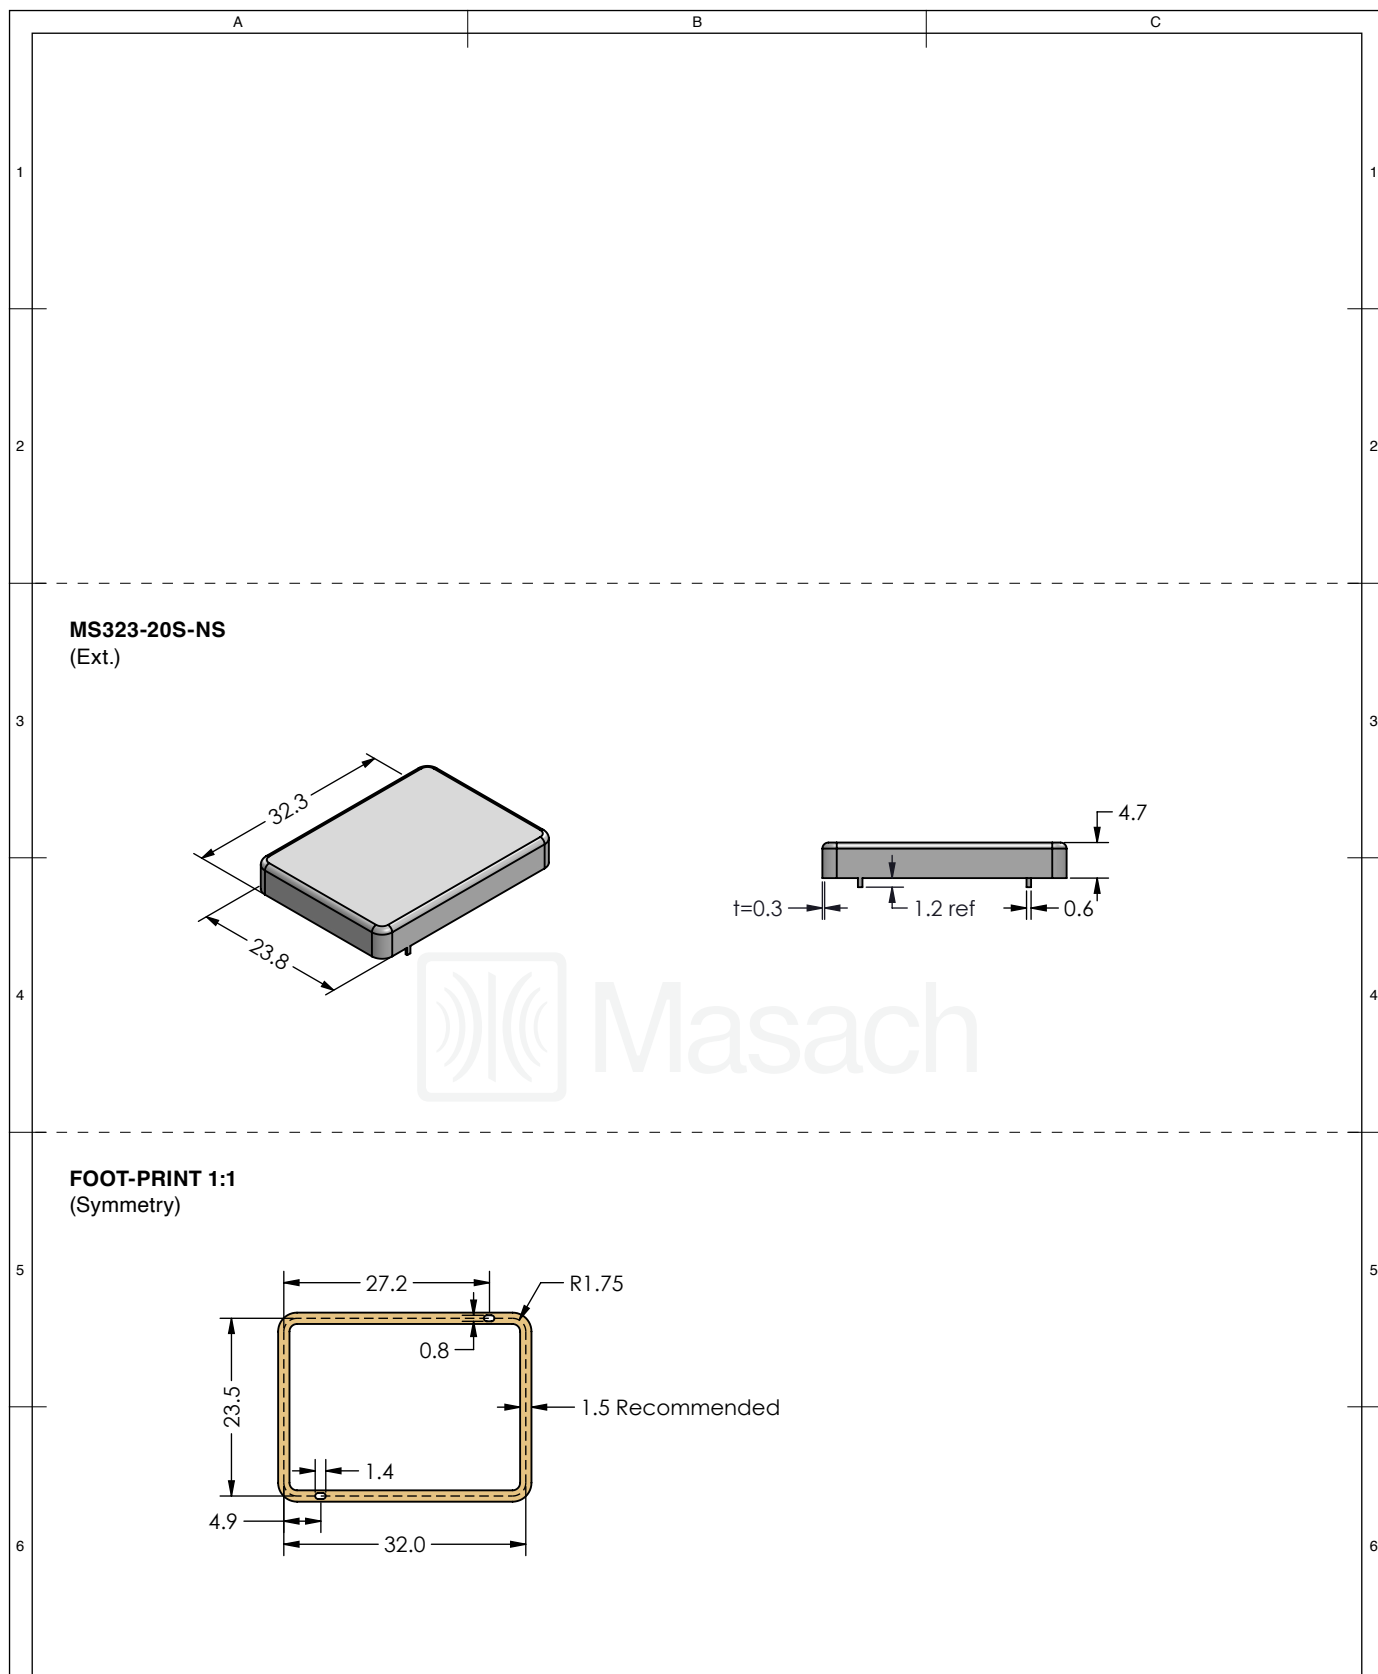 A B C
1 1
2 2
MS323-20S-NS
(Ext.)
3 3
32.3
4.7
t=0.3 1.2 ref 0.6
23.8
4 4
Masach
FOOT-PRINT 1:1
(Symmetry)
5 5
27.2 R1.75
0.8
23.5
1.5 Recommended
1.4
4.9
32.0
6 6